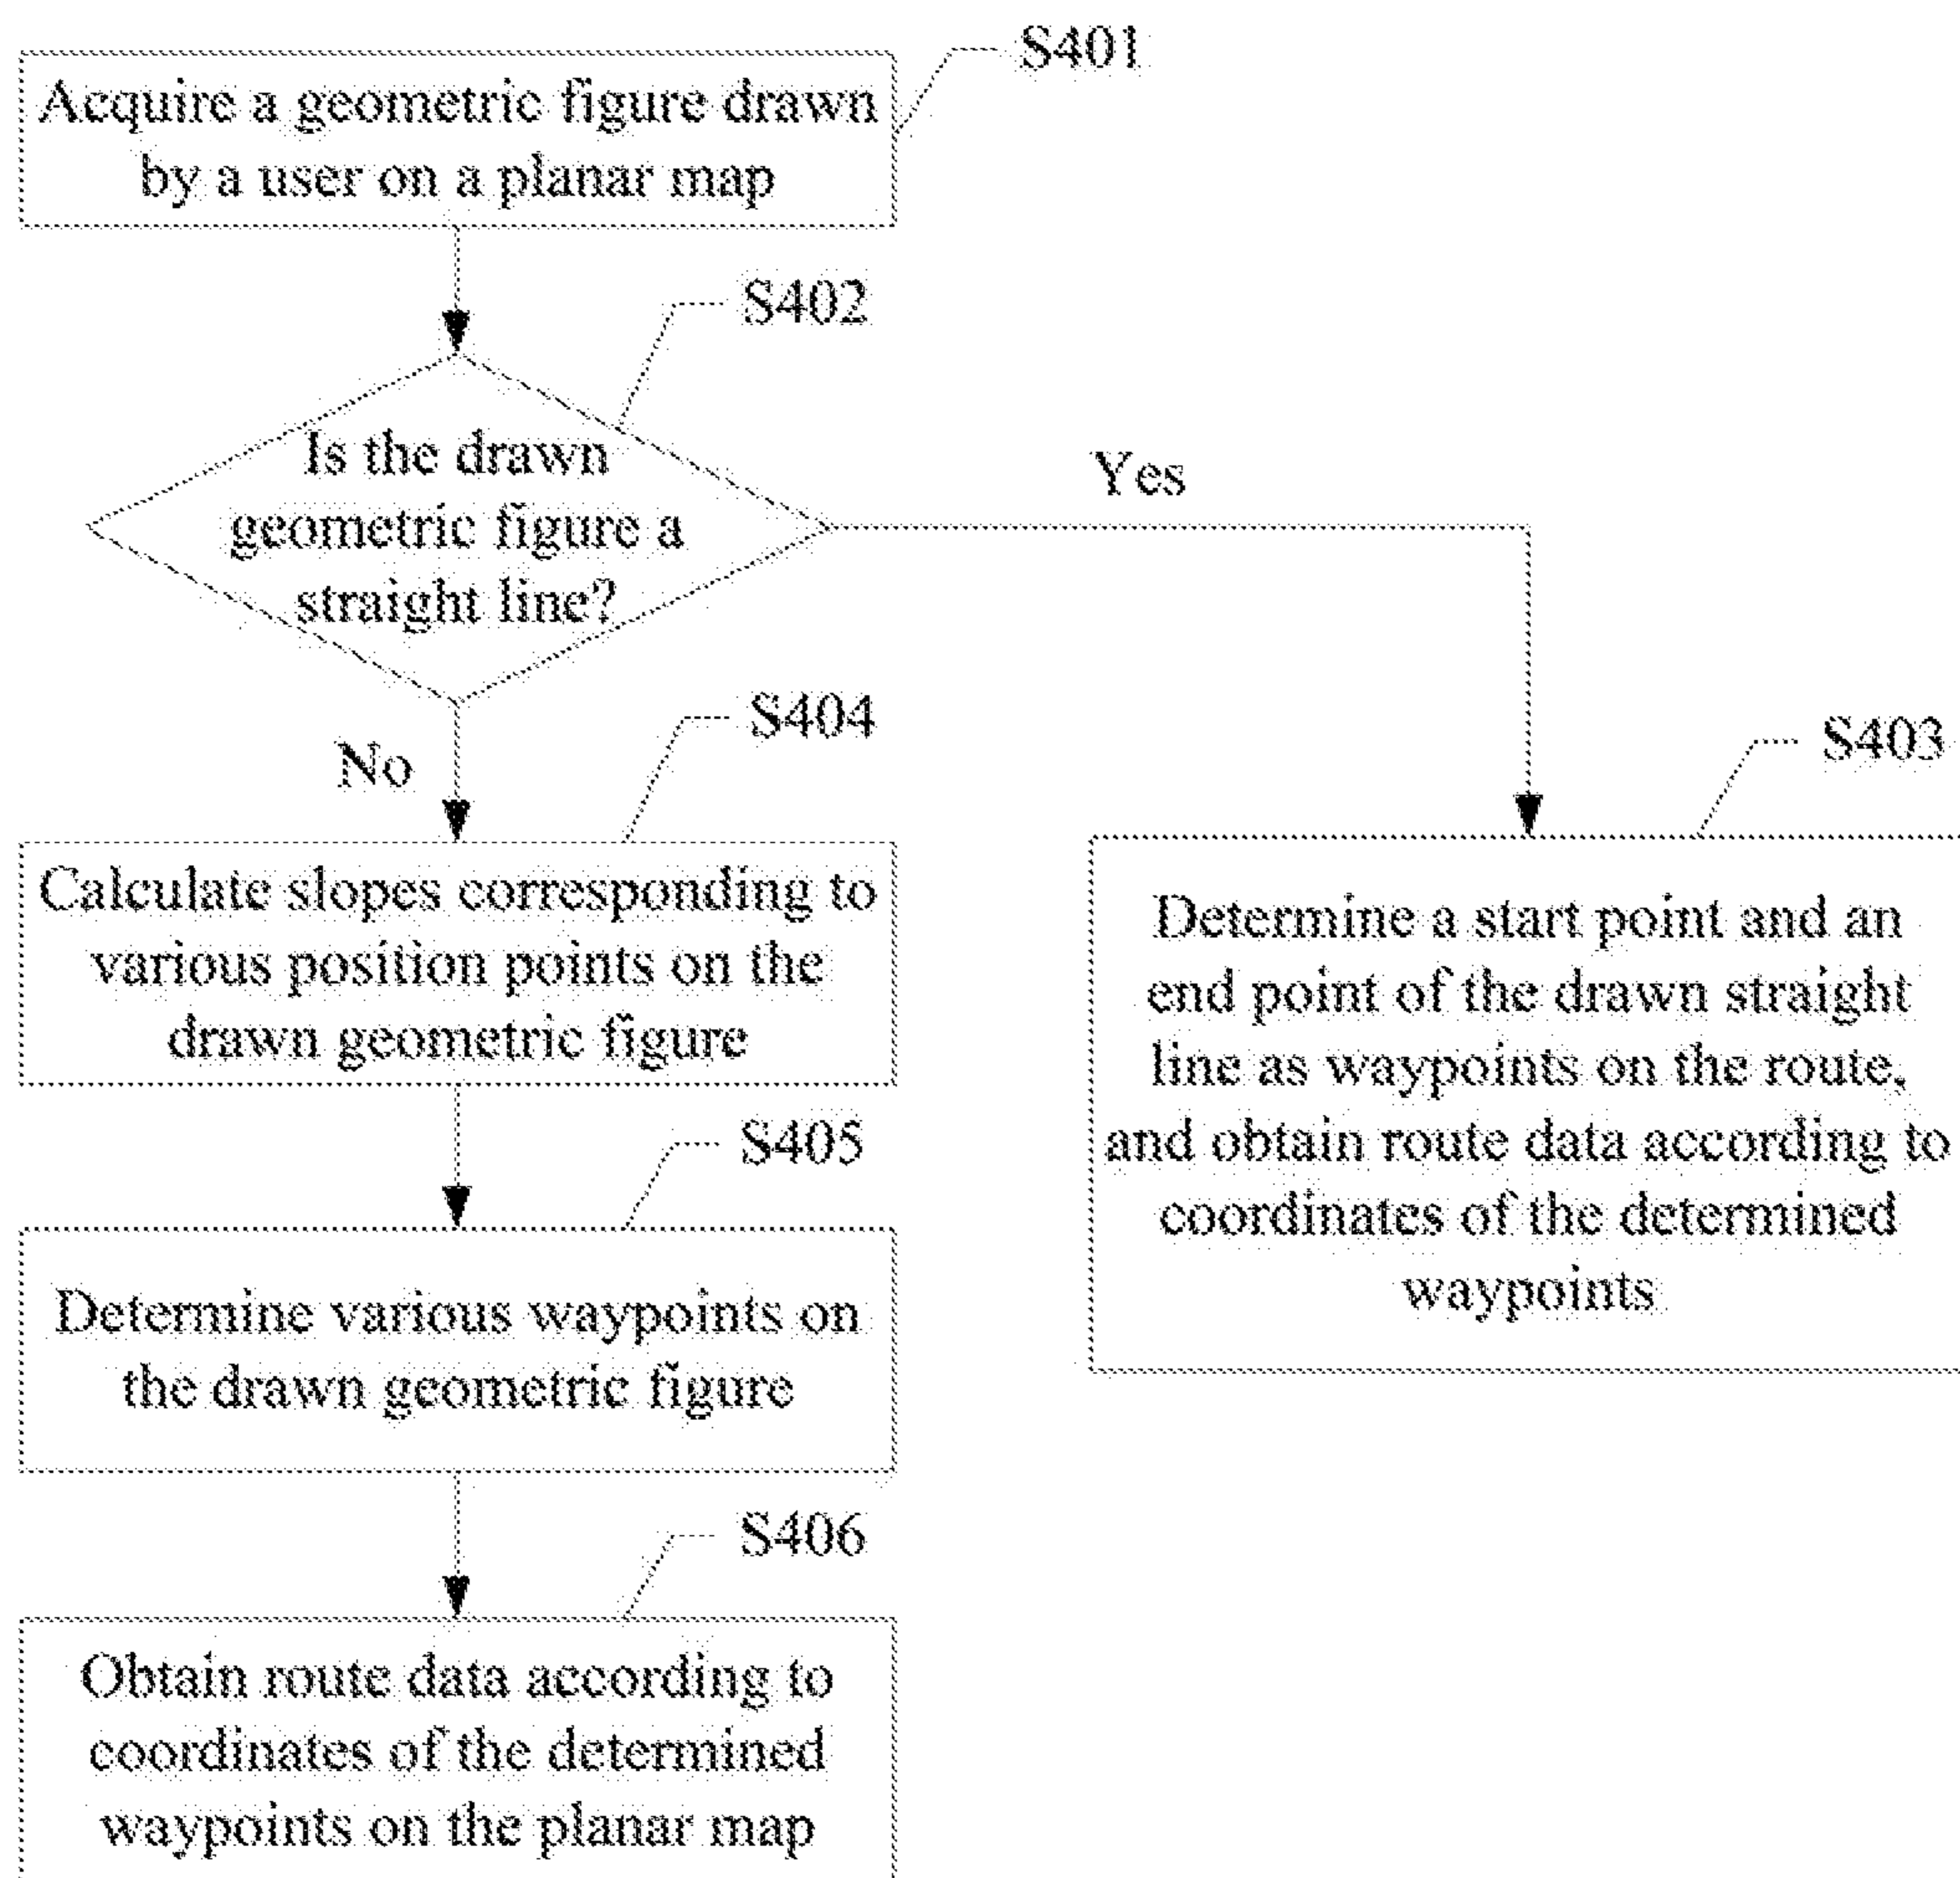 S401
Acquire a geometric figure drawn
by a user on a planar map
S402
Is the drawn
geometric figure a
straight line?
Yes
No
S404
S403
Calculate slopes corresponding to
various position points on the
drawn geometric figure
Determine a start point and an
end point of the drawn straight
line as waypoints on the route,
and obtain route data according to
coordinates of the determined
waypoints
S405
Determine various waypoints on
the drawn geometric figure
S406
Obtain route data according to
coordinates of the determined
waypoints on the planar map